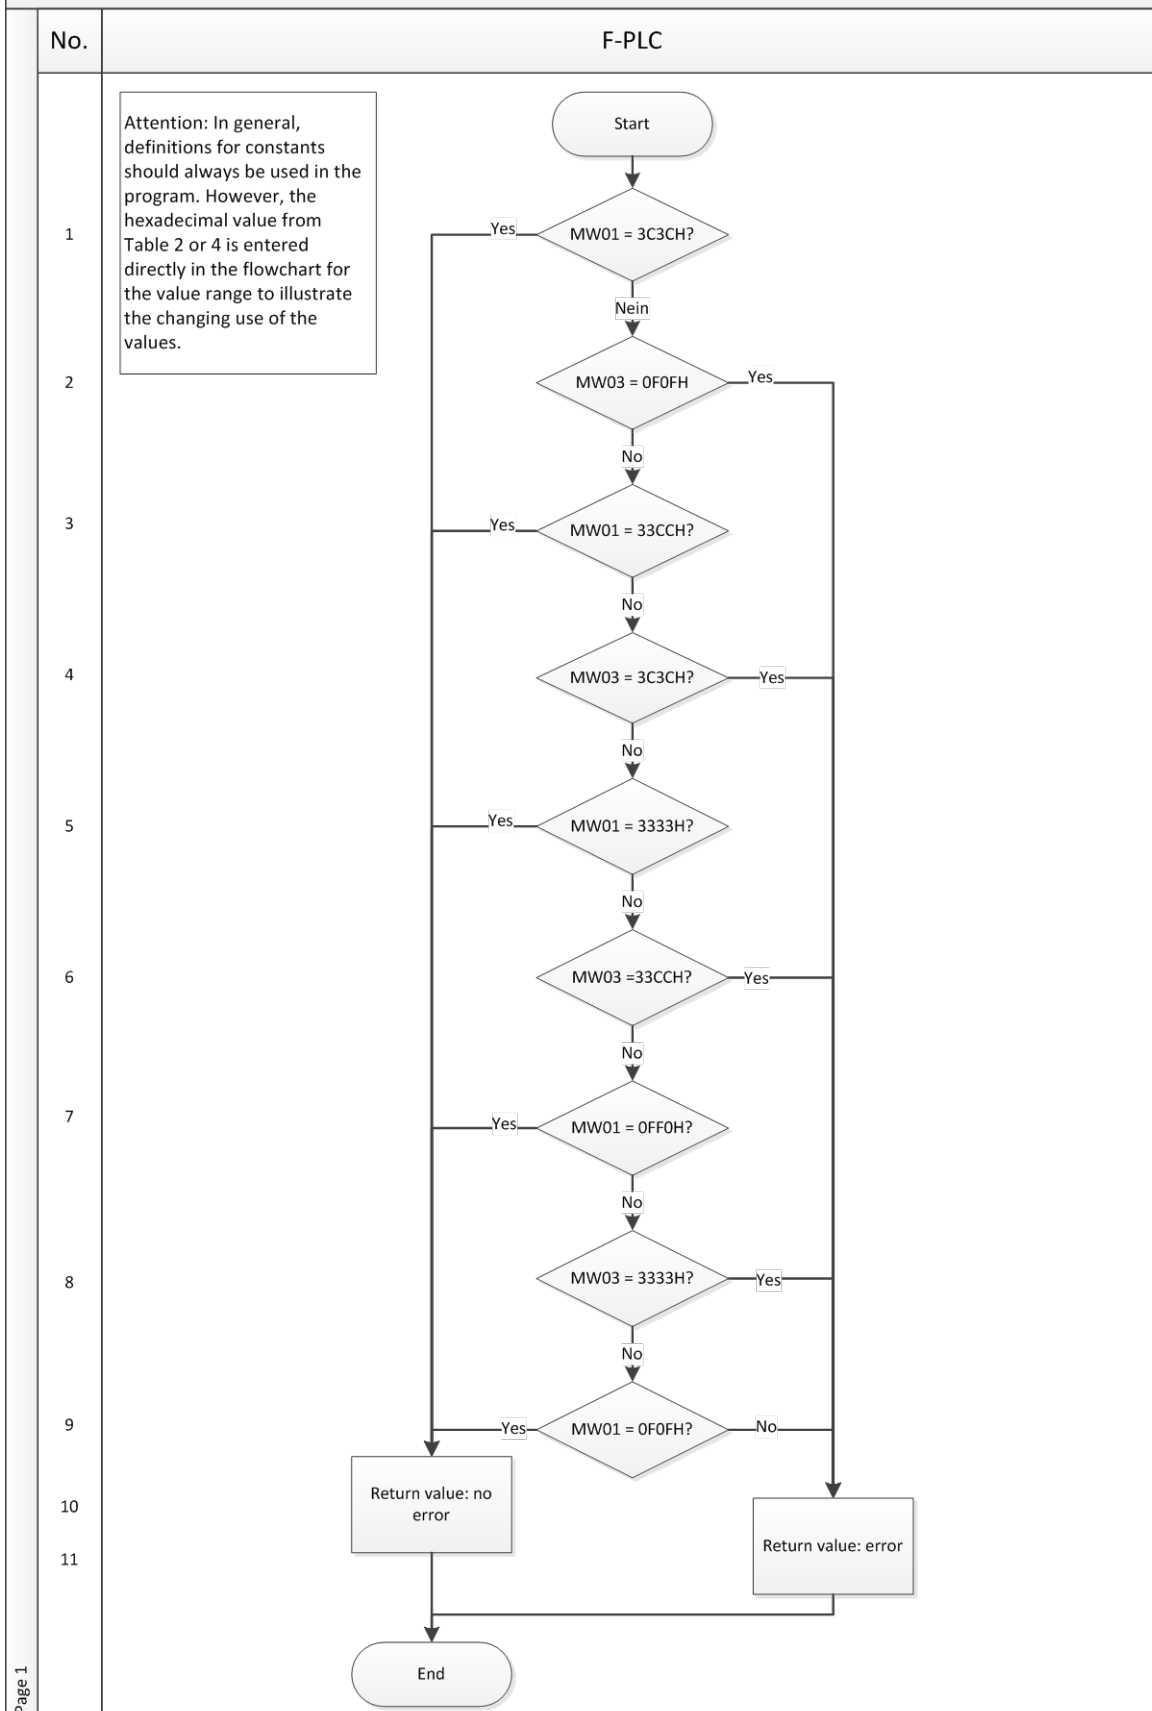 No.
F-PLC
Attention: In general,
definitions for constants
should always be used in the
program. However, the
hexadecimal value from
Table 2 or 4 is entered
directly in the flowchart for
the value range to illustrate
the changing use of the
values.
Start
1
Yes
MW01 = 3C3CH?
Nein
2
MW03 = 0F0FH
Yes
No
3
Yes
MW01 = 33CCH?
No
4
MW03 = 3C3CH?
Yes
No
5
Yes
MW01 = 3333H?
No
6
MW03 =33CCH?
Yes
No
7
Yes
MW01 = 0FF0H?
No
8
MW03 = 3333H?
Yes
No
9
Yes
MW01 = 0F0FH?
No
10
Return value: no
error
11
Return value: error
End
Page 1